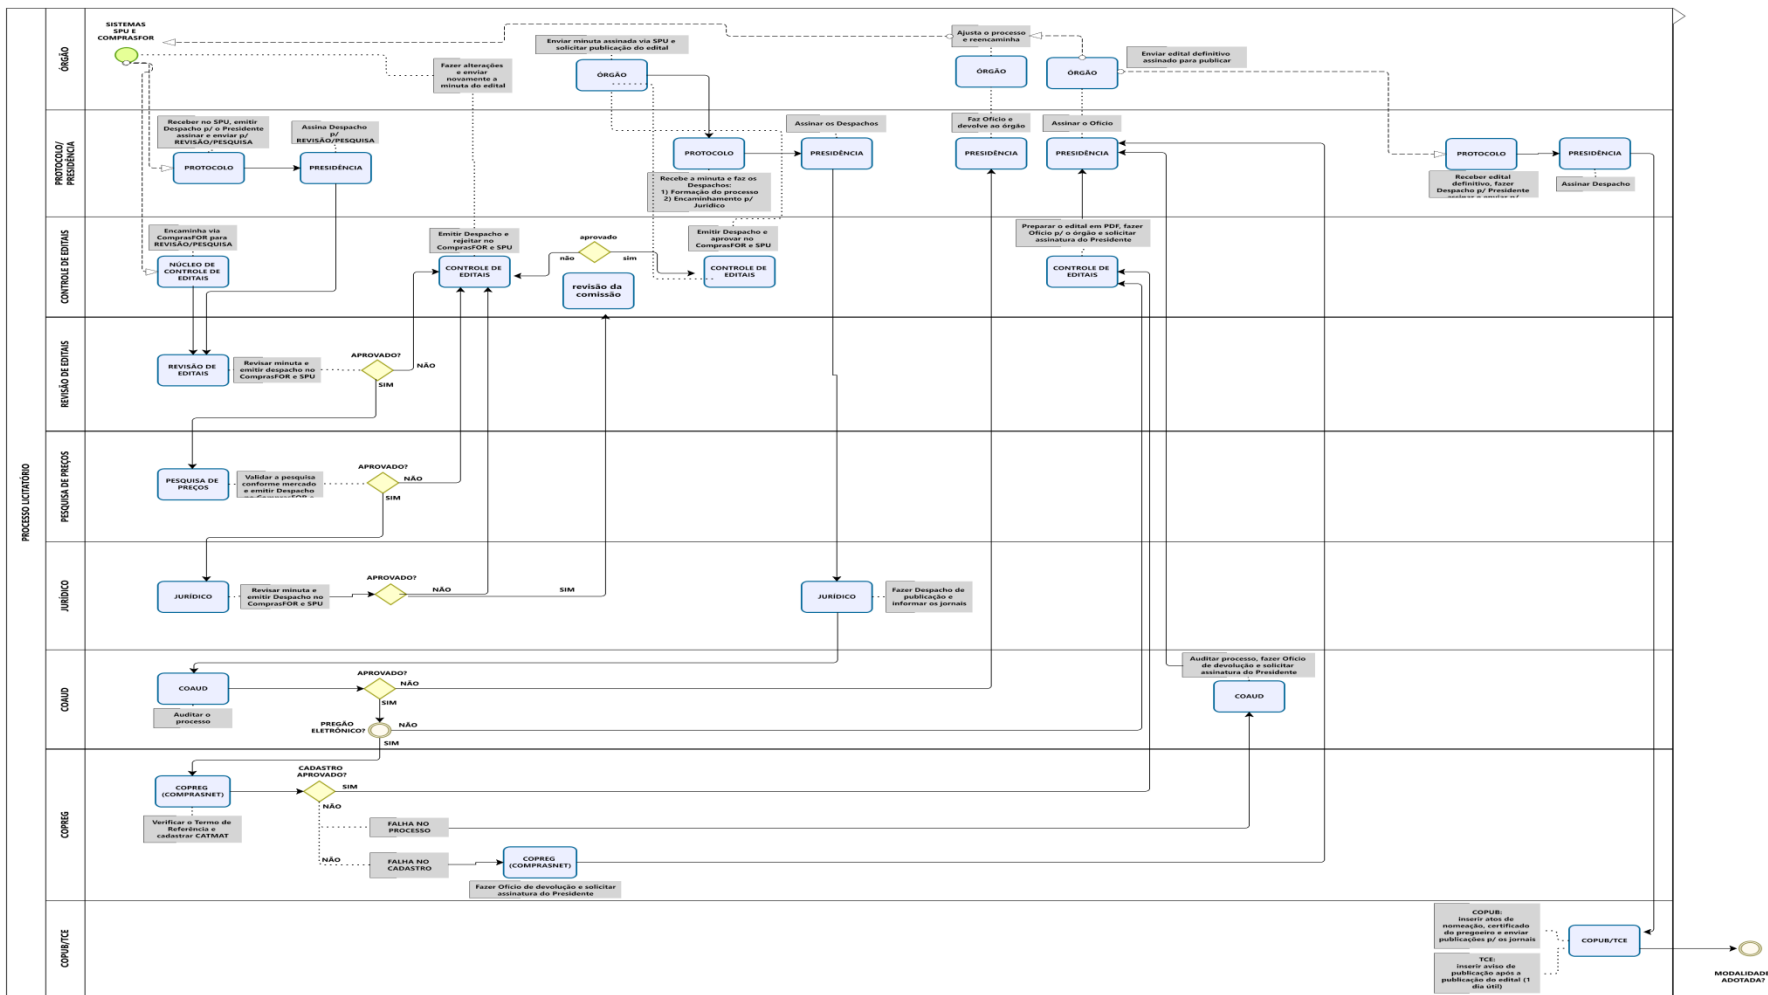 SISTEMAS
SPU E
COMPRASFOR
ÓRGÃO
Fazer alterações
e enviar
novamente a
minuta do edital
Enviar minuta assinada via SPU e
solicitar publicação do edital
ÓRGÃO
Ajusta o processo
e reencaminha
ÓRGÃO
ÓRGÃO
Enviar edital definitivo
assinado para publicar
PROTOCOLO/
PRESIDÊNCIA
Receber no SPU, emitir
Despacho p/ o Presidente
assinar e enviar p/
REVISÃO/PESQUISA
PROTOCOLO
Assina Despacho
p/
REVISÃO/PESQUISA
PRESIDÊNCIA
PROTOCOLO
Recebe a minuta e faz os
Despachos:
1) Formação do processo
2) Encaminhamento p/
Jurídico
Assinar os Despachos
PRESIDÊNCIA
Faz Ofício e
devolve ao órgão
PRESIDÊNCIA
Assinar o Ofício
PRESIDÊNCIA
PROTOCOLO
Receber edital
definitivo, fazer
Despacho p/ Presidente
PRESIDÊNCIA
Assinar Despacho
CONTROLE DE EDITAIS
Encaminha via
ComprasFOR para
REVISÃO/PESQUISA
NÚCLEO DE
CONTROLE DE
EDITAIS
Emitir Despacho e
rejeitar no
ComprasFOR e SPU
CONTROLE DE
EDITAIS
aprovado
não
sim
revisão da
comissão
Emitir Despacho e
aprovar no
ComprasFOR e SPU
CONTROLE DE
EDITAIS
Preparar o edital em PDF, fazer
Ofício p/ o órgão e solicitar
assinatura do Presidente
CONTROLE DE
EDITAIS
PROCESSO LICITATÓRIO
REVISÃO DE EDITAIS
REVISÃO DE
EDITAIS
Revisar minuta e
emitir despacho no
ComprasFOR e SPU
APROVADO?
NÃO
SIM
PESQUISA DE PREÇOS
PESQUISA DE
PREÇOS
Validar a pesquisa
conforme mercado
e emitir Despacho
APROVADO?
NÃO
SIM
JURÍDICO
JURÍDICO
Revisar minuta e
emitir Despacho no
ComprasFOR e SPU
APROVADO?
NÃO
SIM
JURÍDICO
Fazer Despacho de
publicação e
informar os jornais
COAUD
COAUD
Auditar o
processo
APROVADO?
NÃO
SIM
PREGÃO
ELETRÔNICO?
NÃO
SIM
Auditar processo, fazer Ofício
de devolução e solicitar
assinatura do Presidente
COAUD
COPREG
COPREG
(COMPRASNET)
Verificar o Termo de
Referência e
cadastrar CATMAT
CADASTRO
APROVADO?
SIM
NÃO
FALHA NO
PROCESSO
NÃO
FALHA NO
CADASTRO
COPREG
(COMPRASNET)
Fazer Ofício de devolução e solicitar
assinatura do Presidente
COPUB/TCE
COPUB:
inserir atos de
nomeação, certificado
do pregoeiro e enviar
publicações p/ os jornais
TCE:
inserir aviso de
publicação após a
publicação do edital (1
dia útil)
COPUB/TCE
MODALIDADE
ADOTADA?